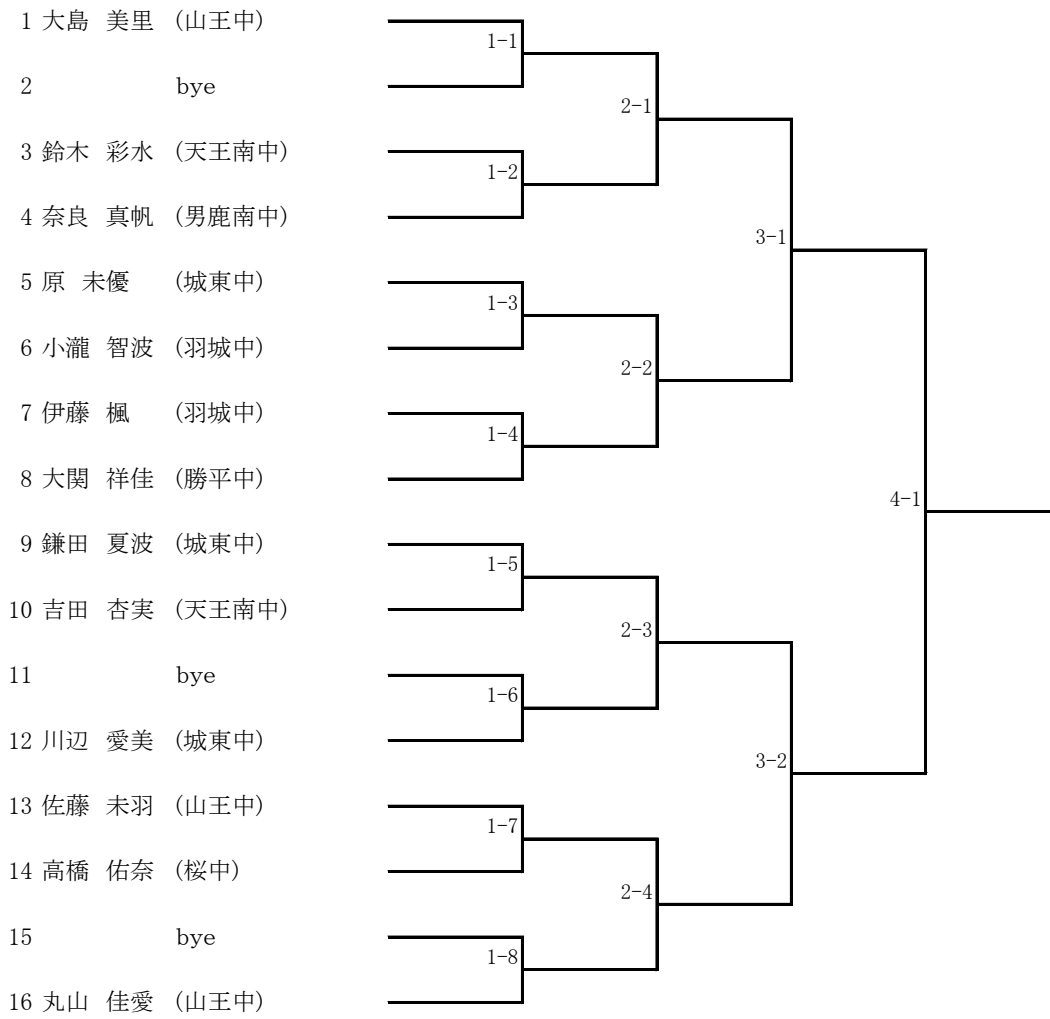 1 大島 美里 (山王中)
1-1
2 bye
2-1
3 鈴木 彩水 (天王南中)
1-2
4 奈良 真帆 (男鹿南中)
3-1
5 原 未優 (城東中)
1-3
6 小瀧 智波 (羽城中)
2-2
7 伊藤 楓 (羽城中)
1-4
8 大関 祥佳 (勝平中)
4-1
9 鎌田 夏波 (城東中)
1-5
10 吉田 杏実 (天王南中)
2-3
11 bye
1-6
12 川辺 愛美 (城東中)
3-2
13 佐藤 未羽 (山王中)
1-7
14 高橋 佑奈 (桜中)
2-4
15 bye
1-8
16 丸山 佳愛 (山王中)